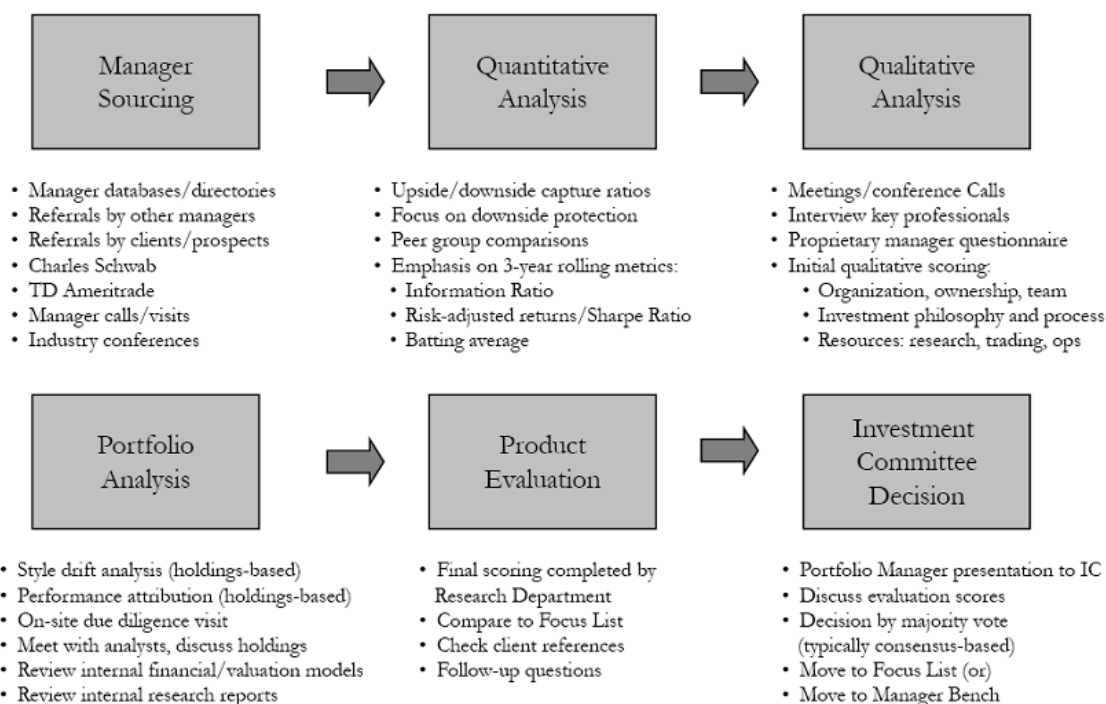 Manager
Sourcing
Quantitative
Analysis
Qualitative
Analysis
• Manager databases/directories
• Referrals by other managers
• Referrals by clients/prospects
• Charles Schwab
• TD Ameritrade
• Manager calls/visits
• Industry conferences
• Upside/downside capture ratios
• Focus on downside protection
• Peer group comparisons
• Emphasis on 3-year rolling metrics:
• Information Ratio
• Risk-adjusted returns/Sharpe Ratio
• Batting average
• Meetings/conference Calls
• Interview key professionals
• Proprietary manager questionnaire
• Initial qualitative scoring:
• Organization, ownership, team
• Investment philosophy and process
• Resources: research, trading, ops
Portfolio
Analysis
Product
Evaluation
Investment
Committee
Decision
• Style drift analysis (holdings-based)
• Performance attribution (holdings-based)
• On-site due diligence visit
• Meet with analysts, discuss holdings
• Review internal financial/valuation models
• Review internal research reports
• Final scoring completed by
Research Department
• Compare to Focus List
• Check client references
• Follow-up questions
• Portfolio Manager presentation to IC
• Discuss evaluation scores
• Decision by majority vote
(typically consensus-based)
• Move to Focus List (or)
• Move to Manager Bench